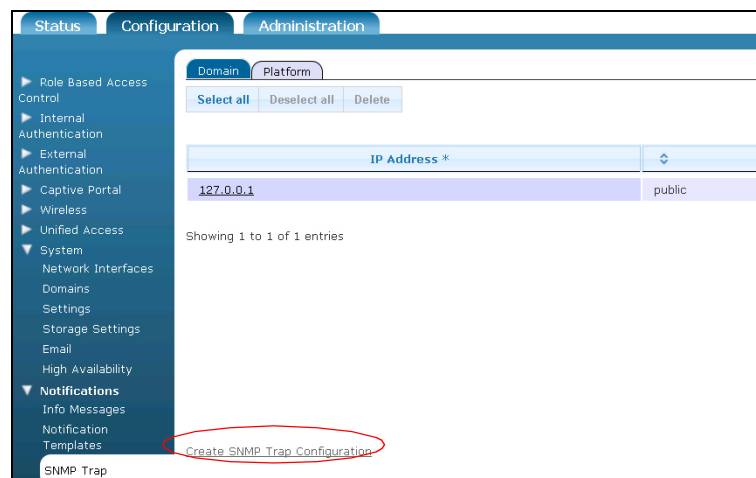 Status Configuration Administration
Role Based Access
Control
Internal
Authentication
External
Authentication
Captive Portal
Wireless
Unified Access
System
Network Interfaces
Domains
Settings
Storage Settings
Email
High Availability
Notifications
Info Messages
Notification
Templates
SNMP Trap
Domain Platform
Select all Deselect all Delete
IP Address *
127.0.0.1 public
Showing 1 to 1 of 1 entries
Create SNMP Trap Configuration